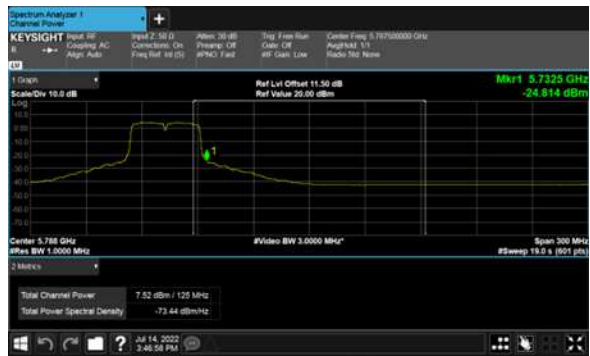 Spectrum Analyzer 1
Channel Power
KEYSIGHT Input: RF
R Coupling: AC
Align: Auto
Input Z: 50 Ω
Corrections: On
Freq Ref: Int (S)
Atten: 30 dB
Preamp: Off
#PNO: Fast
Trig: Free Run
Gate: Off
#IF Gain: Low
Center Freq: 5.787500000 GHz
Avg|Hold: 1/1
Radio Std: None
LM
1 Graph
Scale/Div 10.0 dB
Ref Lvl Offset 11.50 dB
Ref Value 20.00 dBm
Mkr1 5.7325 GHz
-24.814 dBm
Log
10.0
0.00
-10.0
-20.0
-30.0
-40.0
-50.0
-60.0
-70.0
1
Center 5.788 GHz
#Res BW 1.0000 MHz
#Video BW 3.0000 MHz*
Span 300 MHz
#Sweep 19.0 s (601 pts)
2 Metrics
Total Channel Power 7.52 dBm / 125 MHz
Total Power Spectral Density -73.44 dBm/Hz
? Jul 14, 2022
3:46:58 PM